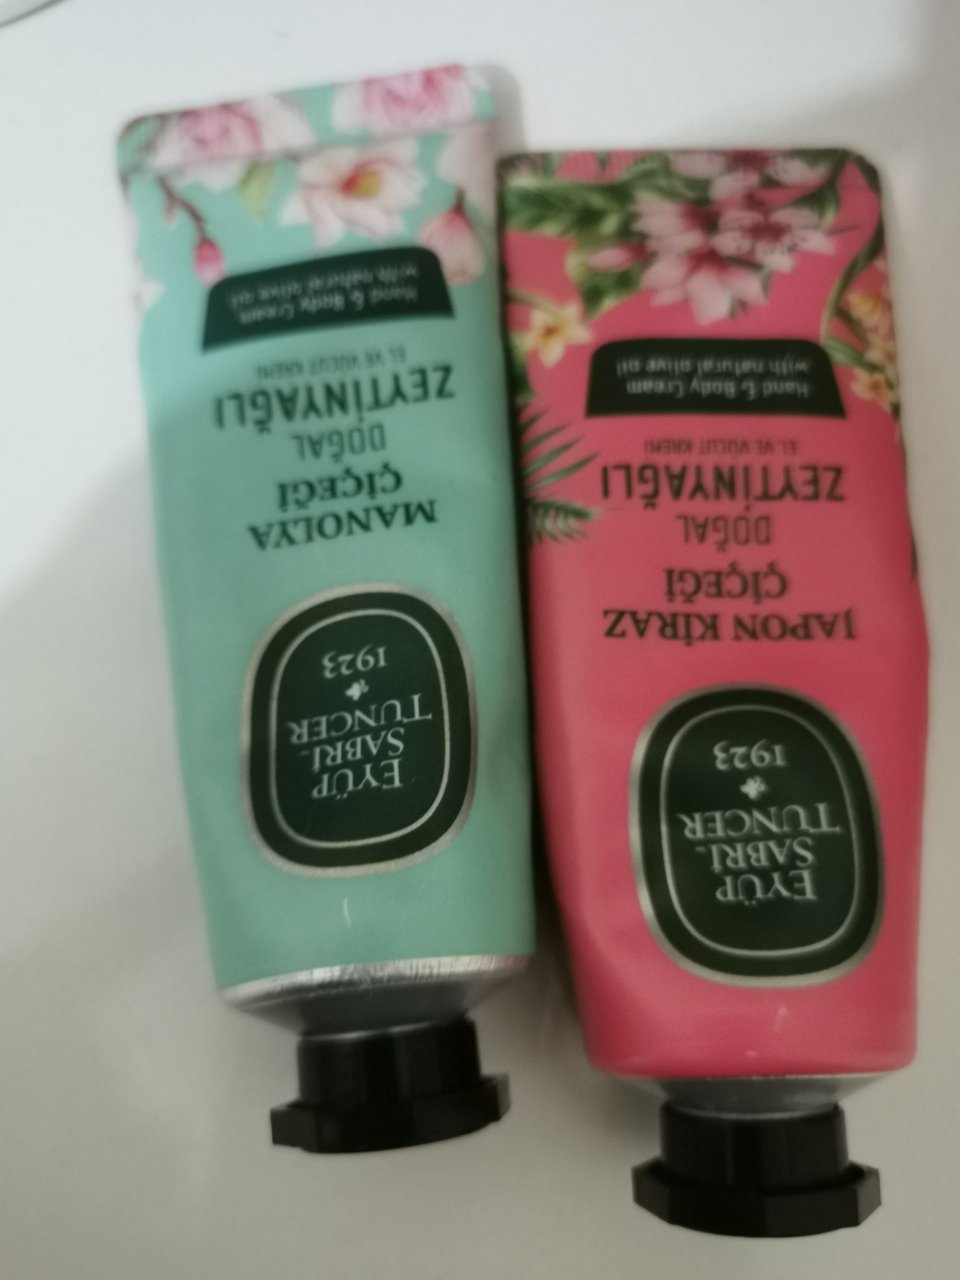 EYÜP
SABRİ
TUNCER
1923
MANOLYA
ÇİÇEĞİ
DOĞAL
ZEYTİNYAĞLI
EL VE VÜCUT KREMİ
Hand & Body Cream
with natural olive oil
EYÜP
SABRİ™
TUNCER
1923
JAPON KİRAZ
ÇİÇEĞİ
DOĞAL
ZEYTİNYAĞLI
EL VE VÜCUT KREMİ
Hand & Body Cream
with natural olive oil